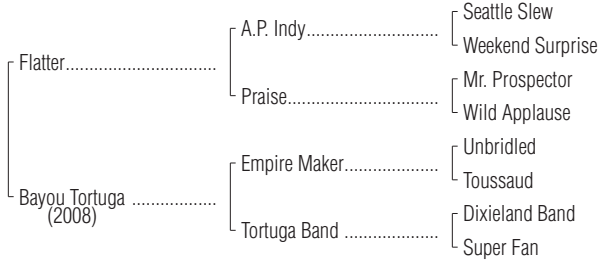 Seattle Slew
A.P. Indy
Weekend Surprise
Flatter
Mr. Prospector
Praise
Wild Applause
Unbridled
Empire Maker
Toussaud
Bayou Tortuga
(2008)
Dixieland Band
Tortuga Band
Super Fan